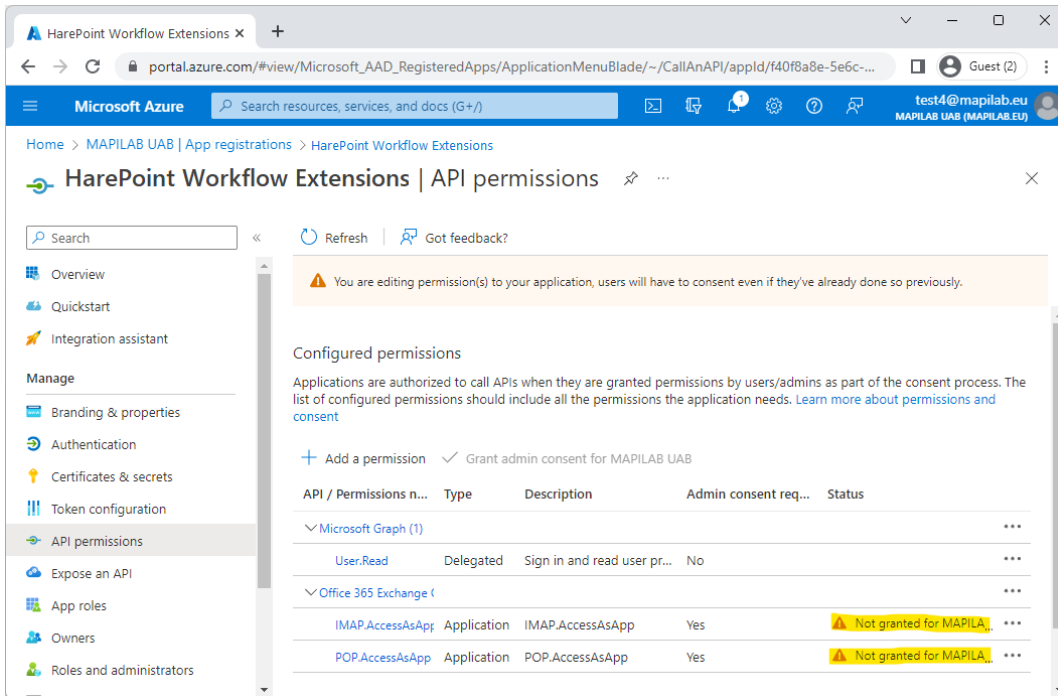 HarePoint Workflow Extensions
portal.azure.com/#view/Microsoft_AAD_RegisteredApps/ApplicationMenuBlade/~/CallAnAPI/appId/f40f8a8e-5e6c-...
Guest (2)
Microsoft Azure
Search resources, services, and docs (G+/)
1
test4@mapilab.eu
MAPILAB UAB (MAPILAB.EU)
Home > MAPILAB UAB | App registrations > HarePoint Workflow Extensions
HarePoint Workflow Extensions | API permissions
Search
Refresh
Got feedback?
Overview
Quickstart
Integration assistant
Manage
Branding & properties
Authentication
Certificates & secrets
Token configuration
API permissions
Expose an API
App roles
Owners
Roles and administrators
You are editing permission(s) to your application, users will have to consent even if they've already done so previously.
Configured permissions
Applications are authorized to call APIs when they are granted permissions by users/admins as part of the consent process. The
list of configured permissions should include all the permissions the application needs. Learn more about permissions and
consent
Add a permission
Grant admin consent for MAPILAB UAB
API / Permissions n... Type Description Admin consent req... Status
Microsoft Graph (1)
User.Read Delegated Sign in and read user pr... No
Office 365 Exchange (
IMAP.AccessAsApp Application IMAP.AccessAsApp Yes Not granted for MAPILA...
POP.AccessAsApp Application POP.AccessAsApp Yes Not granted for MAPILA...